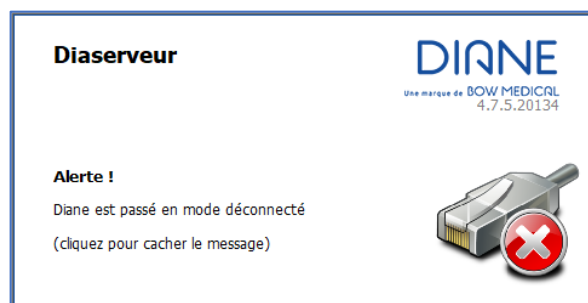 Diaserveur
DIANE
Une marque de BOW MEDICAL
4.7.5.20134
Alerte !
Diane est passé en mode déconnecté
(cliquez pour cacher le message)